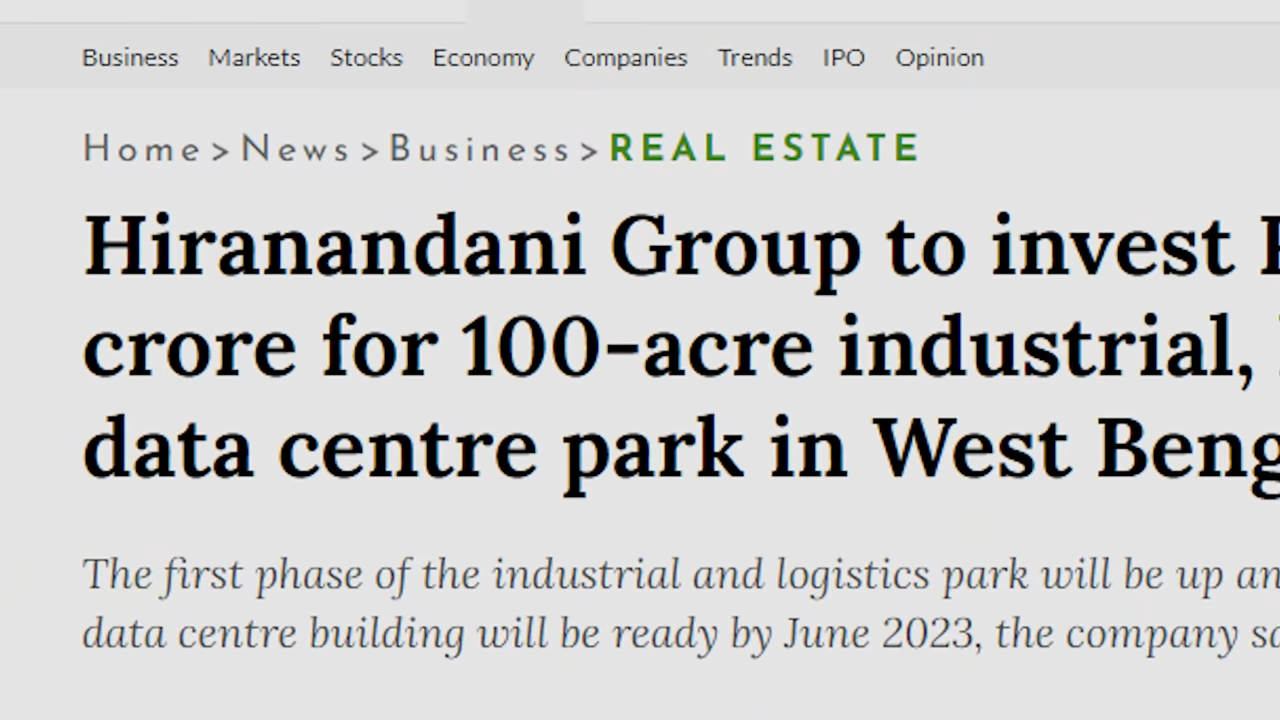 Business Markets Stocks Economy Companies Trends IPO Opinion
Home > News > Business > REAL ESTATE
Hiranandani Group to invest
crore for 100-acre industrial,
data centre park in West
The first phase of the industrial and logistics park will be up
data centre building will be ready by June 2023, the company